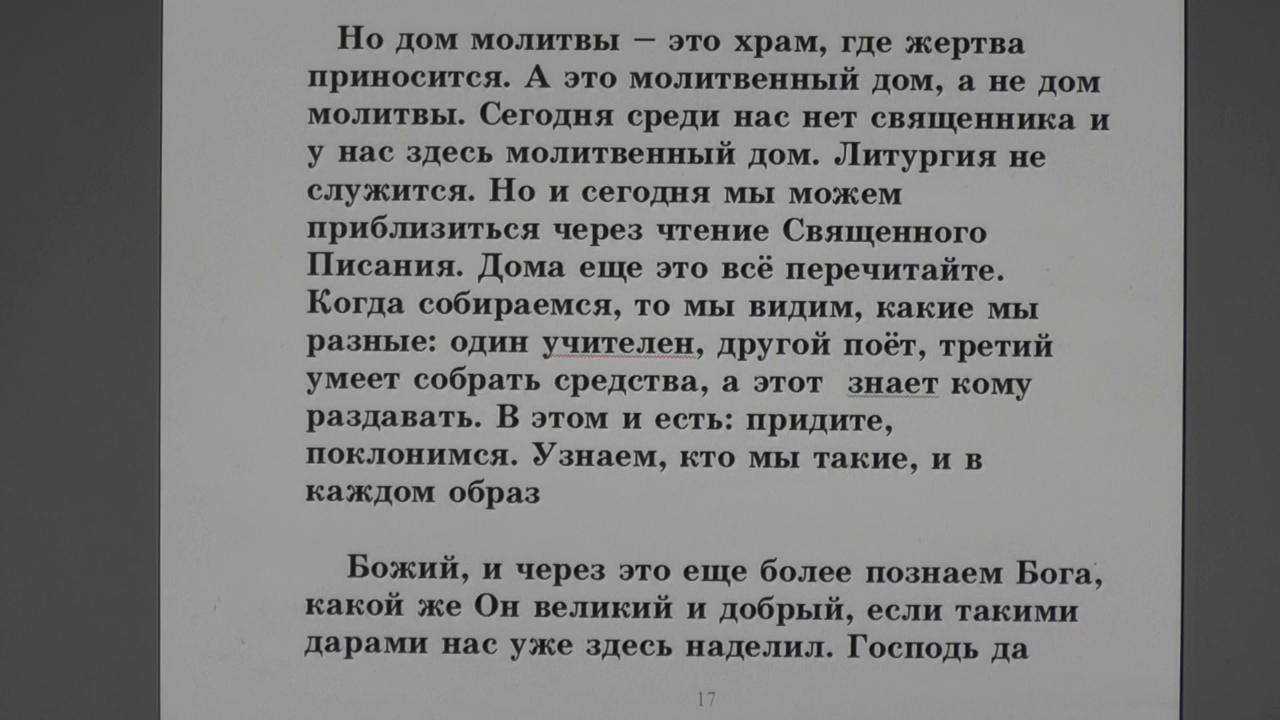 Но дом молитвы – это храм, где жертва
приносится. А это молитвенный дом, а не дом
молитвы. Сегодня среди нас нет священника и
у нас здесь молитвенный дом. Литургия не
служится. Но и сегодня мы можем
приблизиться через чтение Священного
Писания. Дома еще это всё перечитайте.
Когда собираемся, то мы видим, какие мы
разные: один учителен, другой поёт, третий
умеет собрать средства, а этот  знает кому
раздавать. В этом и есть: придите,
поклонимся. Узнаем, кто мы такие, и в
каждом образ
Божий, и через это еще более познаем Бога,
какой же Он великий и добрый, если такими
дарами нас уже здесь наделил. Господь да
17